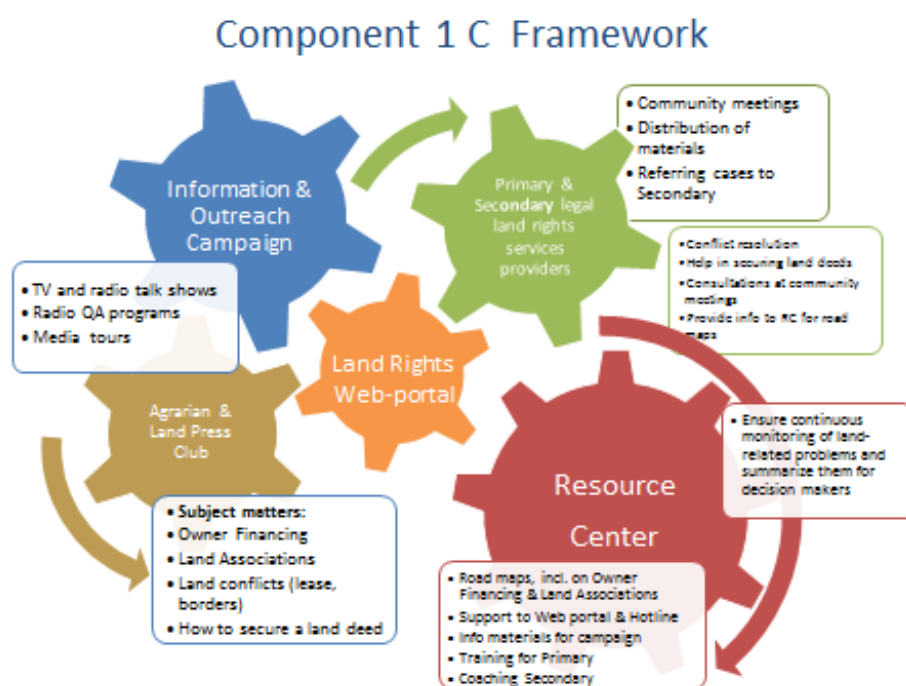 Component 1 C Framework
Information &
Outreach
Campaign
• TV and radio talk shows
• Radio QA programs
• Media tours
Primary &
Secondary legal
land rights
services
providers
• Community meetings
• Distribution of
materials
• Referring cases to
Secondary
• Conflict resolution
• Help in securing land deeds
• Consultations at community
meetings
• Provide info to RC for road
maps
Land Rights
Web-portal
Agrarian &
Land Press
Club
• Subject matters:
• Owner Financing
• Land Associations
• Land conflicts (lease,
borders)
• How to secure a land deed
Resource
Center
• Ensure continuous
monitoring of land-
related problems and
summarize them for
decision makers
• Road maps, incl. on Owner
Financing & Land Associations
• Support to Web portal & Hotline
• Info materials for campaign
• Training for Primary
• Coaching Secondary